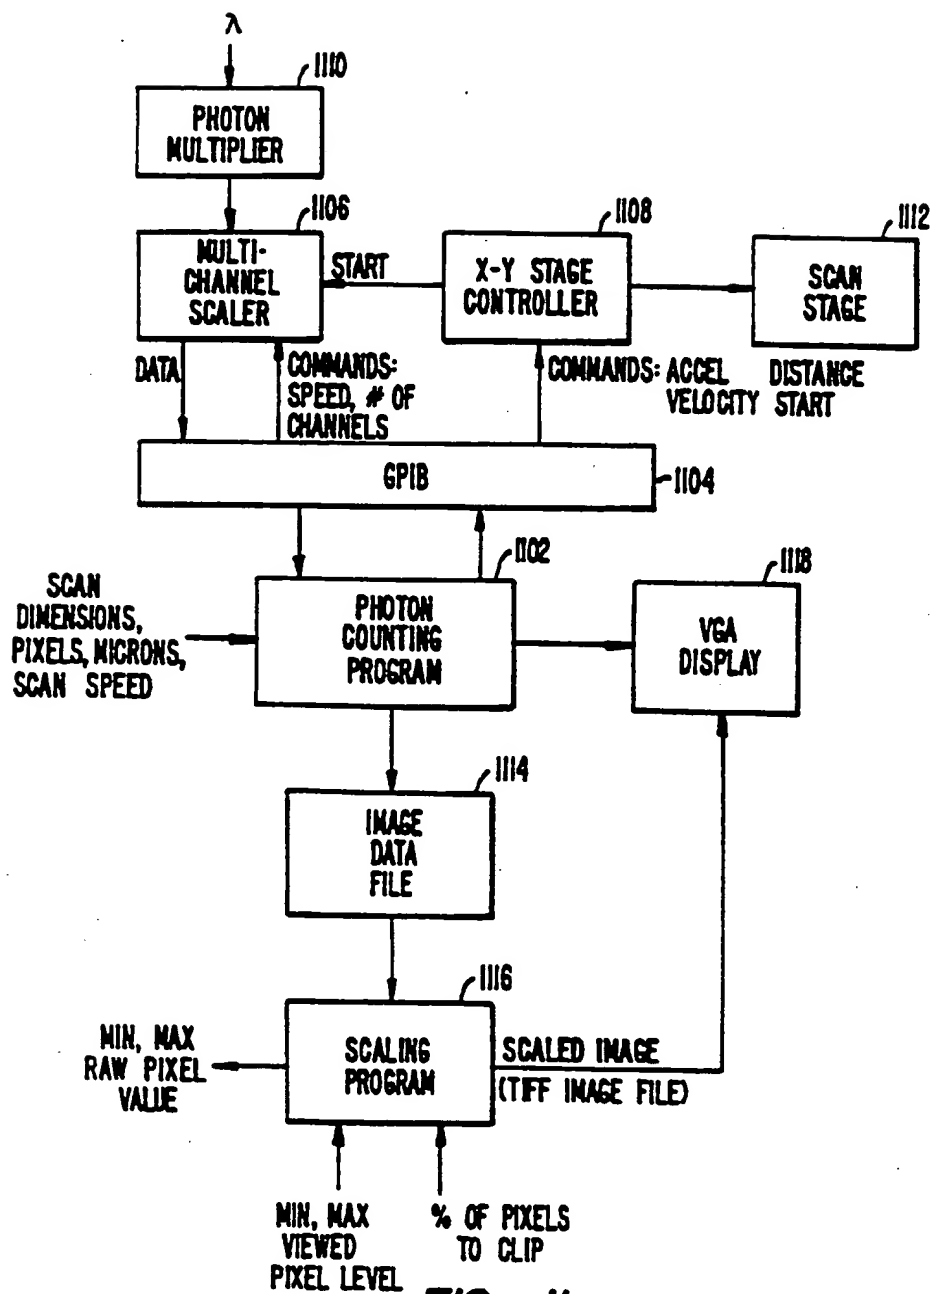 λ
1110
PHOTON
MULTIPLIER
1106
MULTI-
CHANNEL
SCALER
START
1108
X-Y STAGE
CONTROLLER
1112
SCAN
STAGE
DATA
COMMANDS:
SPEED, # OF
CHANNELS
COMMANDS: ACCEL DISTANCE
VELOCITY START
GPIB
1104
1102
SCAN
DIMENSIONS,
PIXELS, MICRONS,
SCAN SPEED
PHOTON
COUNTING
PROGRAM
1118
VGA
DISPLAY
1114
IMAGE
DATA
FILE
1116
MIN, MAX
RAW PIXEL
VALUE
SCALING
PROGRAM
SCALED IMAGE
(TIFF IMAGE FILE)
MIN, MAX
VIEWED
PIXEL LEVEL
% OF PIXELS
TO CLIP